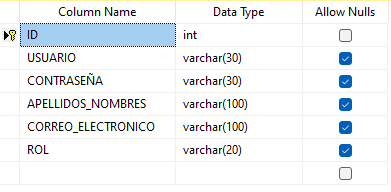 Column Name Data Type Allow Nulls
ID int
USUARIO varchar(30)
CONTRASEÑA varchar(30)
APELLIDOS_NOMBRES varchar(100)
CORREO_ELECTRONICO varchar(100)
ROL varchar(20)